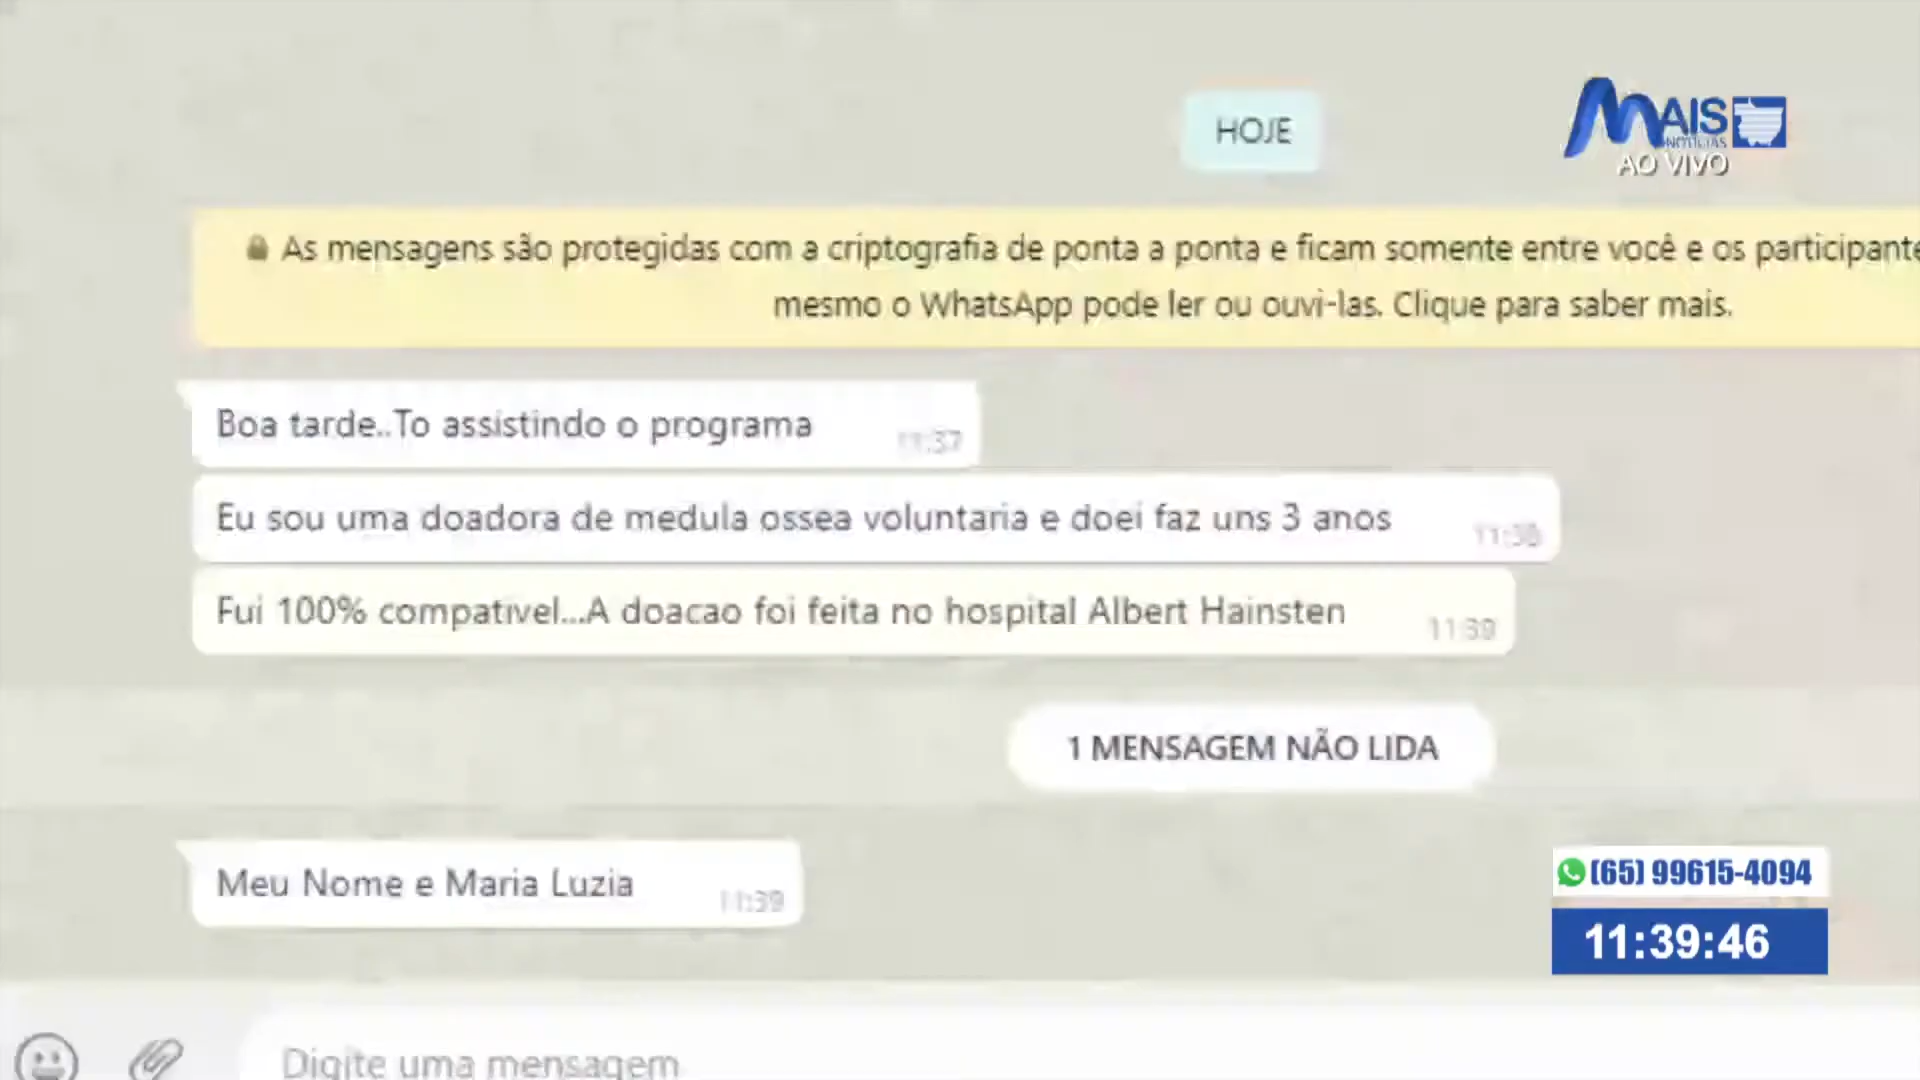 HOJE
MAIS
NOTÍCIAS
AO VIVO
As mensagens são protegidas com a criptografia de ponta a ponta e ficam somente entre você e os participante
mesmo o WhatsApp pode ler ou ouvi-las. Clique para saber mais.
Boa tarde..To assistindo o programa
11:37
Eu sou uma doadora de medula ossea voluntaria e doei faz uns 3 anos
11:38
Fui 100% compativel...A doacao foi feita no hospital Albert Hainsten
11:39
1 MENSAGEM NÃO LIDA
Meu Nome e Maria Luzia
11:39
(65) 99615-4094
11:39:46
Digite uma mensagem